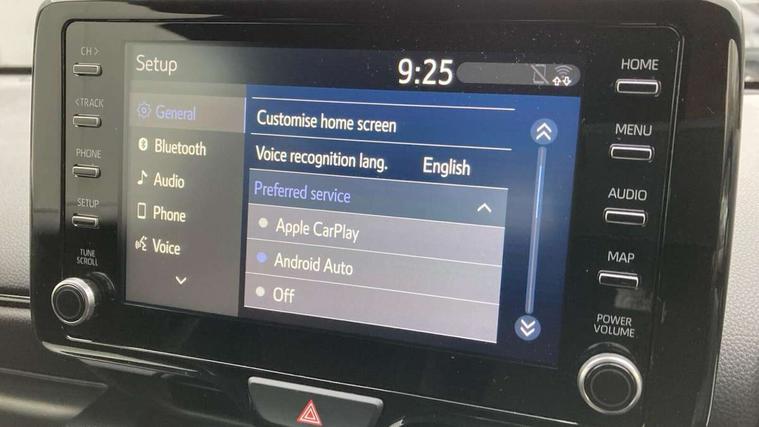 CH >
< TRACK
PHONE
SETUP
TUNE
SCROLL
Setup
9:25
General
Bluetooth
Audio
Phone
Voice
Customise home screen
Voice recognition lang. English
Preferred service
Apple CarPlay
Android Auto
Off
HOME
MENU
AUDIO
MAP
POWER
VOLUME